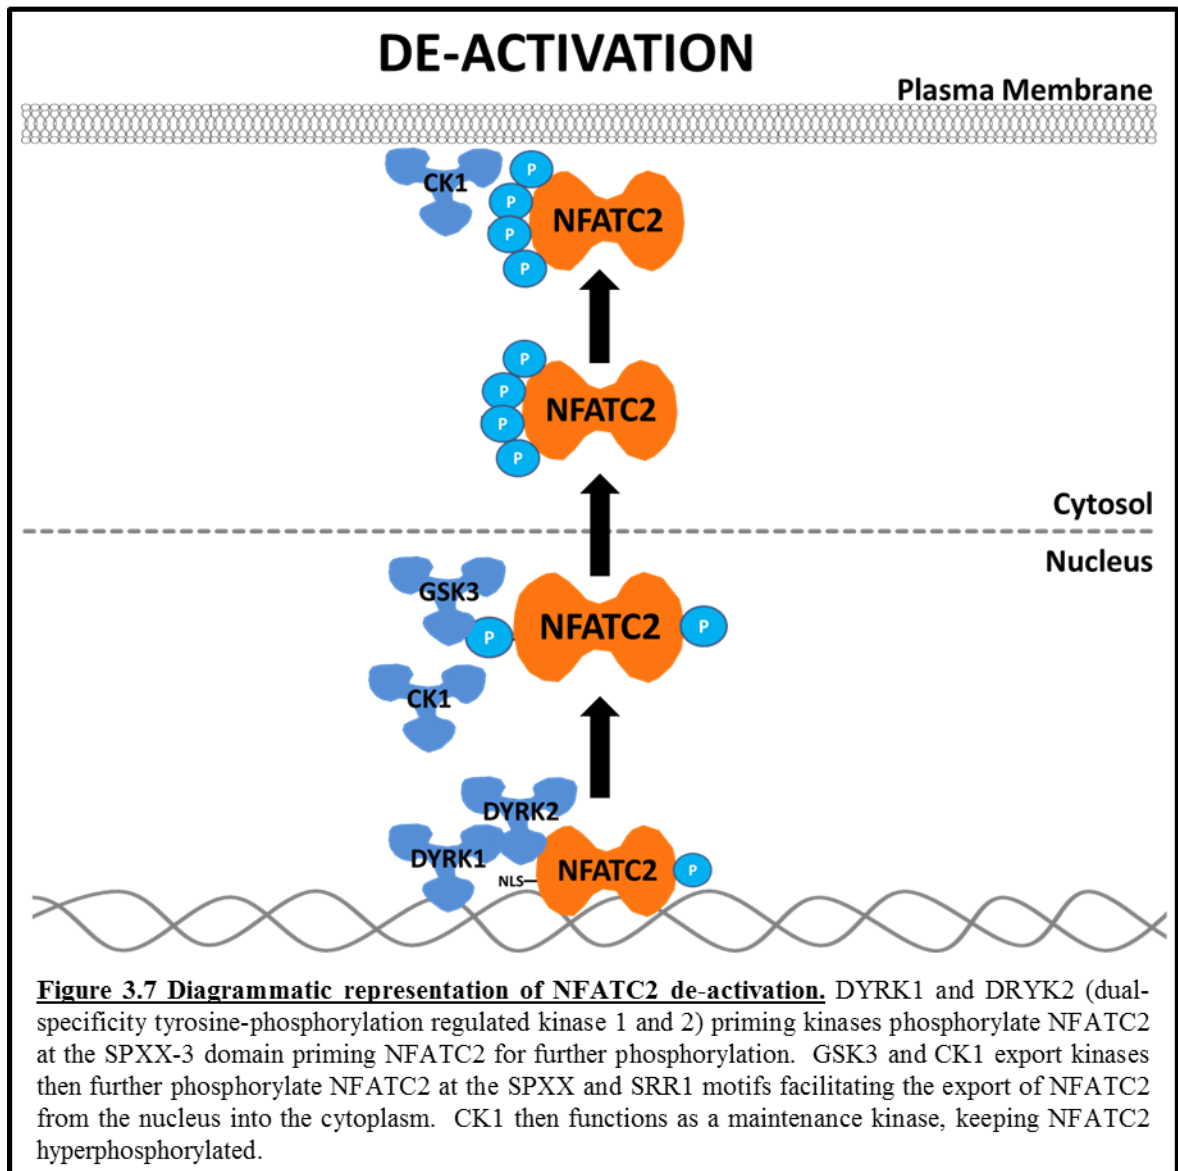 DE-ACTIVATION
Plasma Membrane
CK1
P
P
P
P
NFATC2
P
P
P
P
NFATC2
Cytosol
Nucleus
GSK3
P
NFATC2
P
CK1
DYRK2
DYRK1
NLS
NFATC2
P
Figure 3.7 Diagrammatic representation of NFATC2 de-activation. DYRK1 and DRYK2 (dual-
specificity tyrosine-phosphorylation regulated kinase 1 and 2) priming kinases phosphorylate NFATC2
at the SPXX-3 domain priming NFATC2 for further phosphorylation. GSK3 and CK1 export kinases
then further phosphorylate NFATC2 at the SPXX and SRR1 motifs facilitating the export of NFATC2
from the nucleus into the cytoplasm. CK1 then functions as a maintenance kinase, keeping NFATC2
hyperphosphorylated.